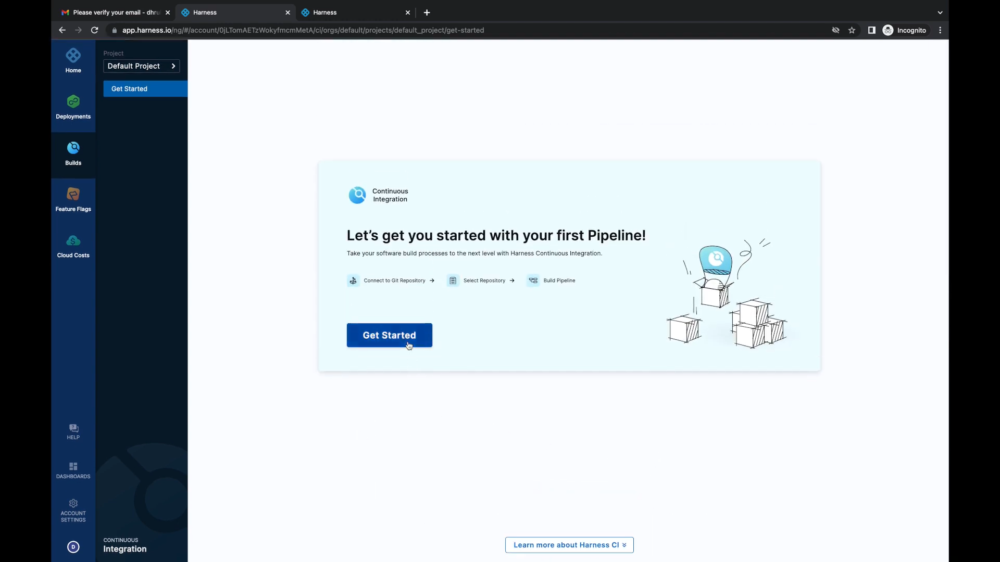 Please verify your email - dhru
Harness
Harness
app.harness.io/ng/#/account/0jLTomAETzWokyfmcmMetA/ci/orgs/default/projects/default_project/get-started
Incognito
Home
Deployments
Builds
Feature Flags
Cloud Costs
HELP
DASHBOARDS
ACCOUNT
SETTINGS
D
Project
Default Project
Get Started
CONTINUOUS
Integration
Continuous
Integration
Let's get you started with your first Pipeline!
Take your software build processes to the next level with Harness Continuous Integration.
Connect to Git Repository → Select Repository → Build Pipeline
Get Started
Learn more about Harness CI